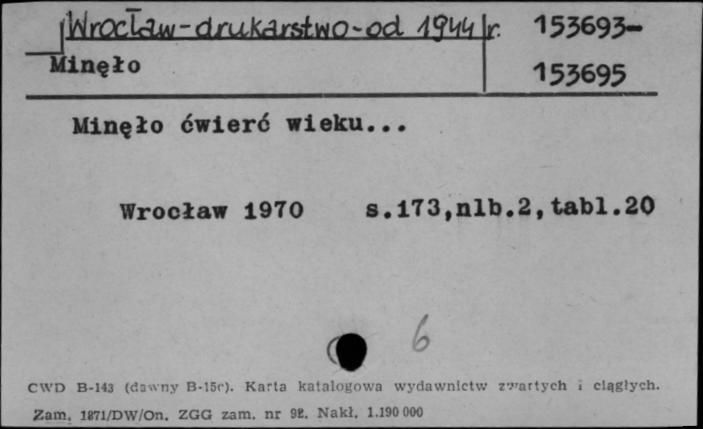 Wrocław-drukarstwo-od 1944 r. 153693-
Minęło 153695
Minęło ćwierć wieku...
Wrocław 1970 s.173,nlb.2,tabl.20
6
CWD B-143 (dawny B-15c). Karta katalogowa wydawnictw zwartych i ciągłych.
Zam. 1871/DW/On. ZGG zam. nr 92. Nakł. 1.190 000